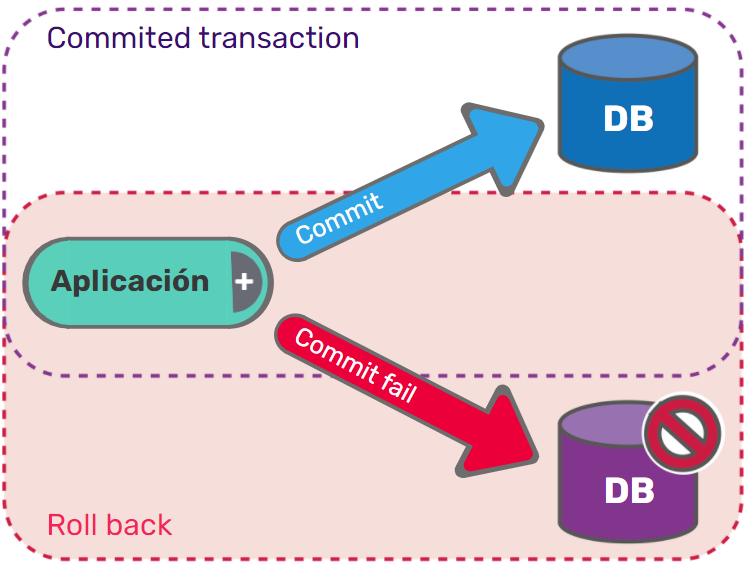 Commited transaction
DB
Commit
Aplicación +
Commit fail
DB
Roll back